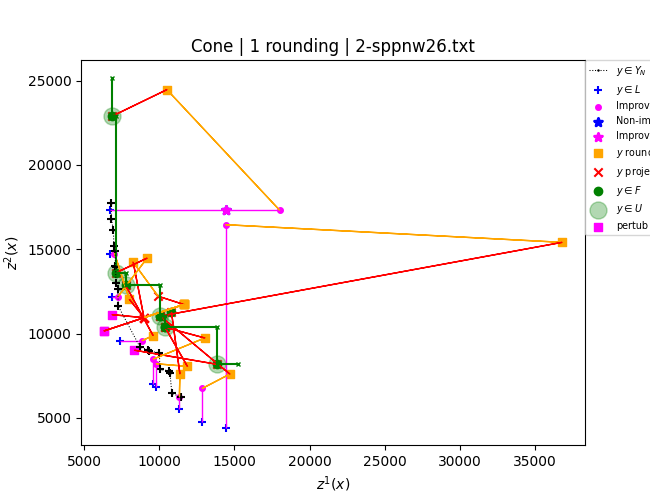 Cone | 1 rounding | 2-sppnw26.txt
25000
20000
15000
10000
5000
z²(x)
5000
10000
15000
20000
25000
30000
35000
z¹(x)
y ∈ Y_N
y ∈ L
Improv
Non-im
Improv
y roun
y proje
y ∈ F
y ∈ U
pertub